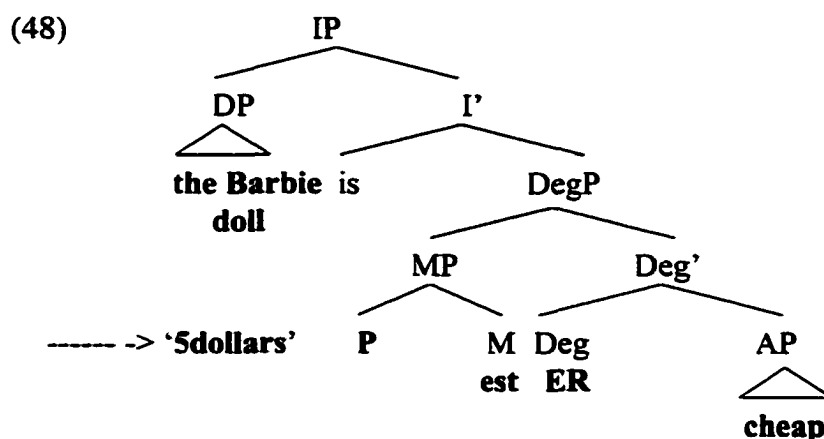 (48) IP
DP I'
the Barbie is DegP
doll
MP Deg'
------ -> '5dollars' P M Deg AP
est ER
cheap